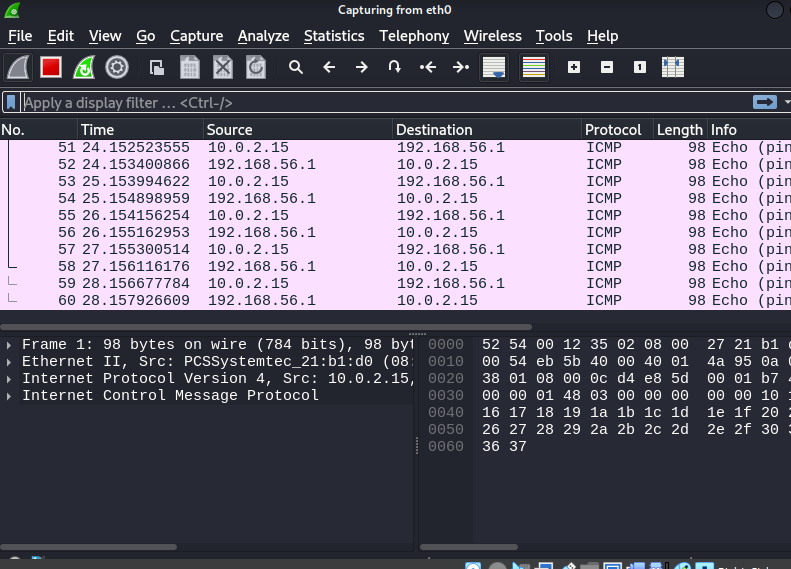 Capturing from eth0
File Edit View Go Capture Analyze Statistics Telephony Wireless Tools Help
Apply a display filter … <Ctrl-/>
No. Time Source Destination Protocol Length Info
51 24.152523555 10.0.2.15 192.168.56.1 ICMP 98 Echo (pin
52 24.153400866 192.168.56.1 10.0.2.15 ICMP 98 Echo (pin
53 25.153994622 10.0.2.15 192.168.56.1 ICMP 98 Echo (pin
54 25.154898959 192.168.56.1 10.0.2.15 ICMP 98 Echo (pin
55 26.154156254 10.0.2.15 192.168.56.1 ICMP 98 Echo (pin
56 26.155162953 192.168.56.1 10.0.2.15 ICMP 98 Echo (pin
57 27.155300514 10.0.2.15 192.168.56.1 ICMP 98 Echo (pin
58 27.156116176 192.168.56.1 10.0.2.15 ICMP 98 Echo (pin
59 28.156677784 10.0.2.15 192.168.56.1 ICMP 98 Echo (pin
60 28.157926609 192.168.56.1 10.0.2.15 ICMP 98 Echo (pin
Frame 1: 98 bytes on wire (784 bits), 98 byt
Ethernet II, Src: PCSSystemtec_21:b1:d0 (08:
Internet Protocol Version 4, Src: 10.0.2.15,
Internet Control Message Protocol
0000 52 54 00 12 35 02 08 00 27 21 b1
0010 00 54 eb 5b 40 00 40 01 4a 95 0a
0020 38 01 08 00 0c d4 e8 5d 00 01 b7
0030 00 00 01 48 03 00 00 00 00 00 10
0040 16 17 18 19 1a 1b 1c 1d 1e 1f 20
0050 26 27 28 29 2a 2b 2c 2d 2e 2f 30
0060 36 37